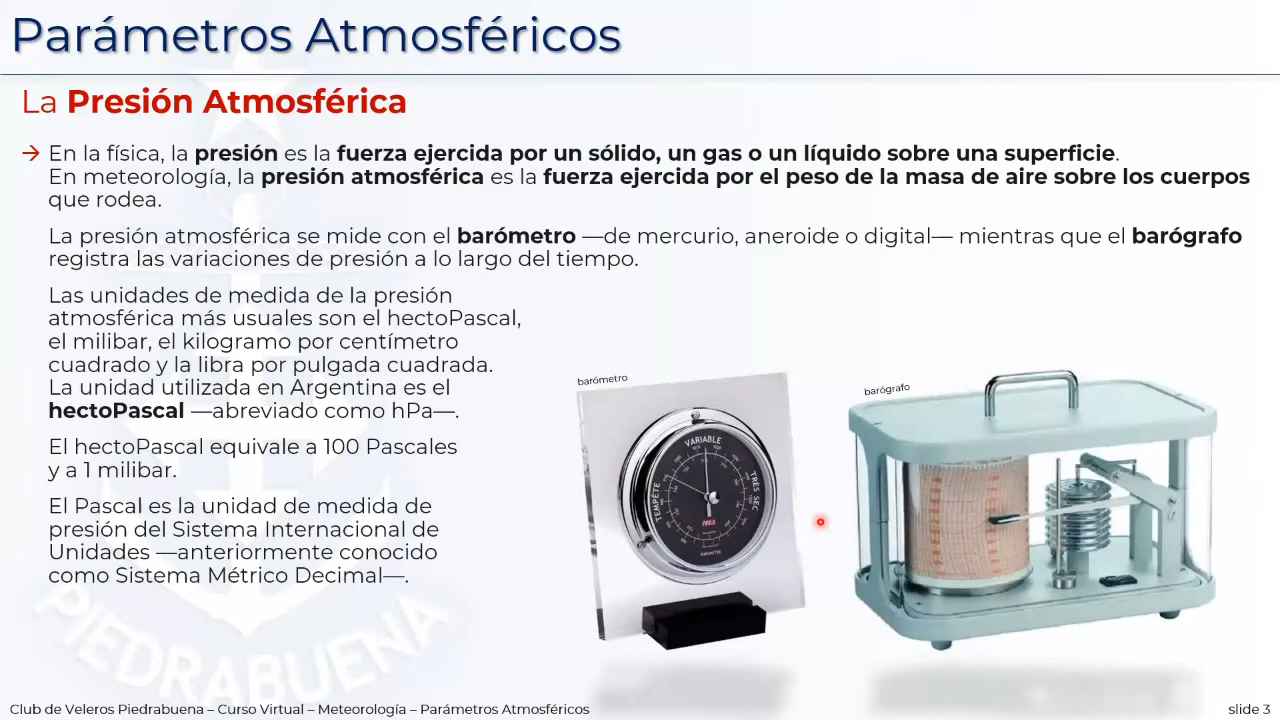 Parámetros Atmosféricos
La Presión Atmosférica
→ En la física, la presión es la fuerza ejercida por un sólido, un gas o un líquido sobre una superficie.
En meteorología, la presión atmosférica es la fuerza ejercida por el peso de la masa de aire sobre los cuerpos
que rodea.
La presión atmosférica se mide con el barómetro —de mercurio, aneroide o digital— mientras que el barógrafo
registra las variaciones de presión a lo largo del tiempo.
Las unidades de medida de la presión
atmosférica más usuales son el hectoPascal,
el milibar, el kilogramo por centímetro
cuadrado y la libra por pulgada cuadrada.
La unidad utilizada en Argentina es el
hectoPascal —abreviado como hPa—.
El hectoPascal equivale a 100 Pascales
y a 1 milibar.
El Pascal es la unidad de medida de
presión del Sistema Internacional de
Unidades —anteriormente conocido
como Sistema Métrico Decimal—.
barómetro
VARIABLE
TEMPÊTE
TRÈS SEC
BAROMÈTRE
barógrafo
PIEDRABUENA
Club de Veleros Piedrabuena – Curso Virtual – Meteorología – Parámetros Atmosféricos
slide 3